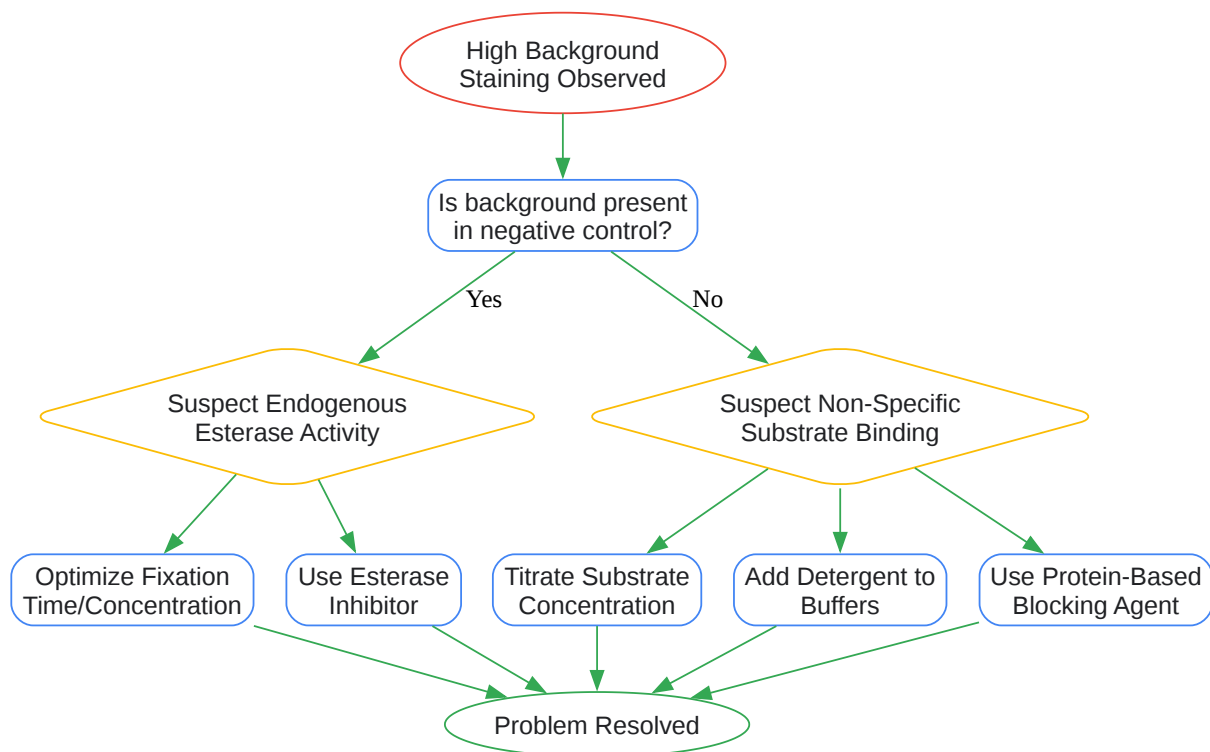 High Background
Staining Observed
Is background present
in negative control?
Yes
No
Suspect Endogenous
Esterase Activity
Suspect Non-Specific
Substrate Binding
Optimize Fixation
Time/Concentration
Use Esterase
Inhibitor
Titrate Substrate
Concentration
Add Detergent to
Buffers
Use Protein-Based
Blocking Agent
Problem Resolved